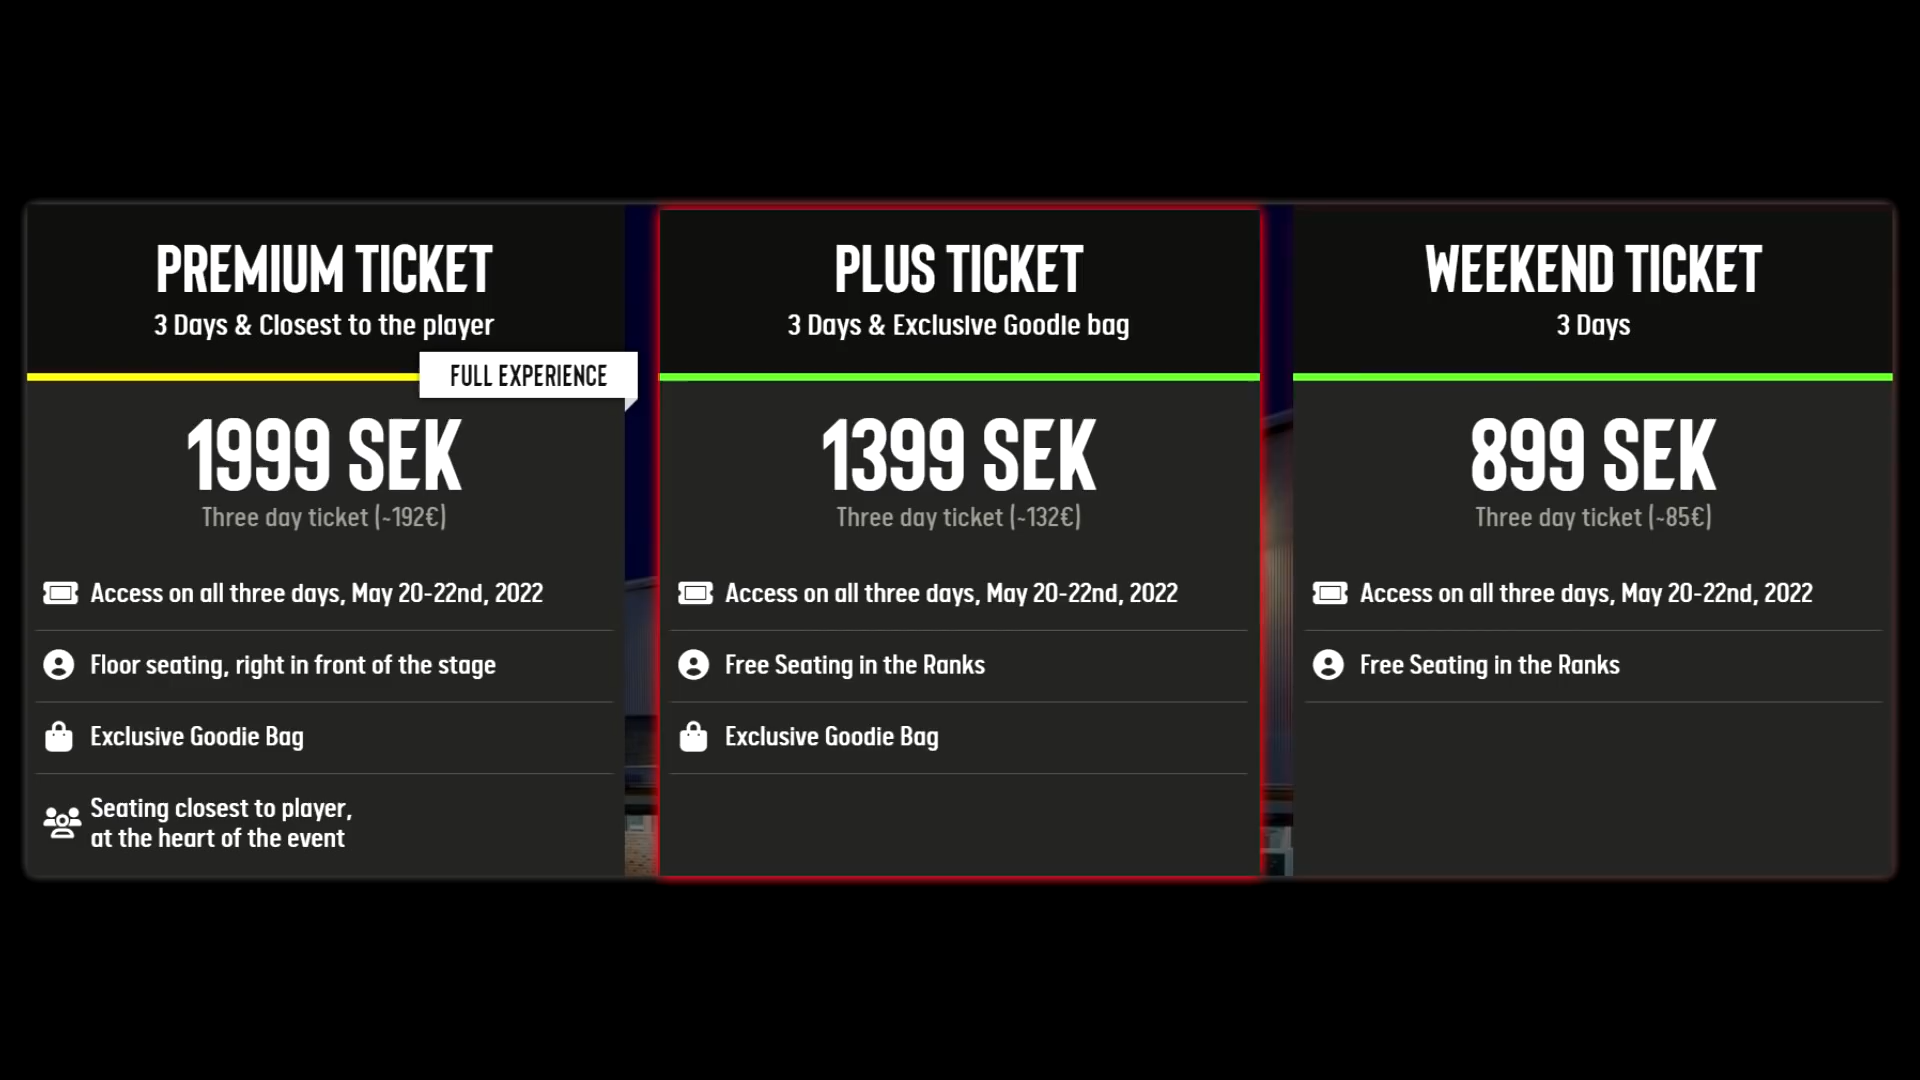 PREMIUM TICKET
3 Days & Closest to the player
FULL EXPERIENCE
1999 SEK
Three day ticket (~192€)
Access on all three days, May 20-22nd, 2022
Floor seating, right in front of the stage
Exclusive Goodie Bag
Seating closest to player,
at the heart of the event
PLUS TICKET
3 Days & Exclusive Goodie bag
1399 SEK
Three day ticket (~132€)
Access on all three days, May 20-22nd, 2022
Free Seating in the Ranks
Exclusive Goodie Bag
WEEKEND TICKET
3 Days
899 SEK
Three day ticket (~85€)
Access on all three days, May 20-22nd, 2022
Free Seating in the Ranks